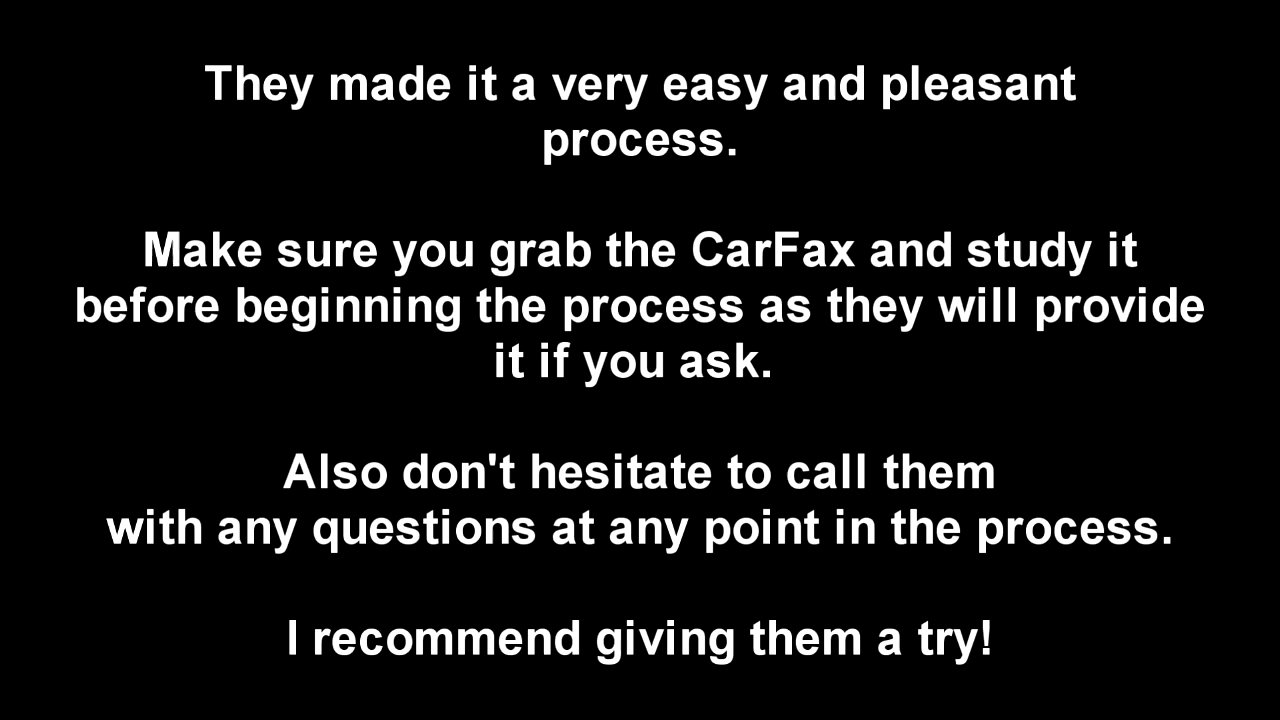 They made it a very easy and pleasant
process.
Make sure you grab the CarFax and study it
before beginning the process as they will provide
it if you ask.
Also don't hesitate to call them
with any questions at any point in the process.
I recommend giving them a try!